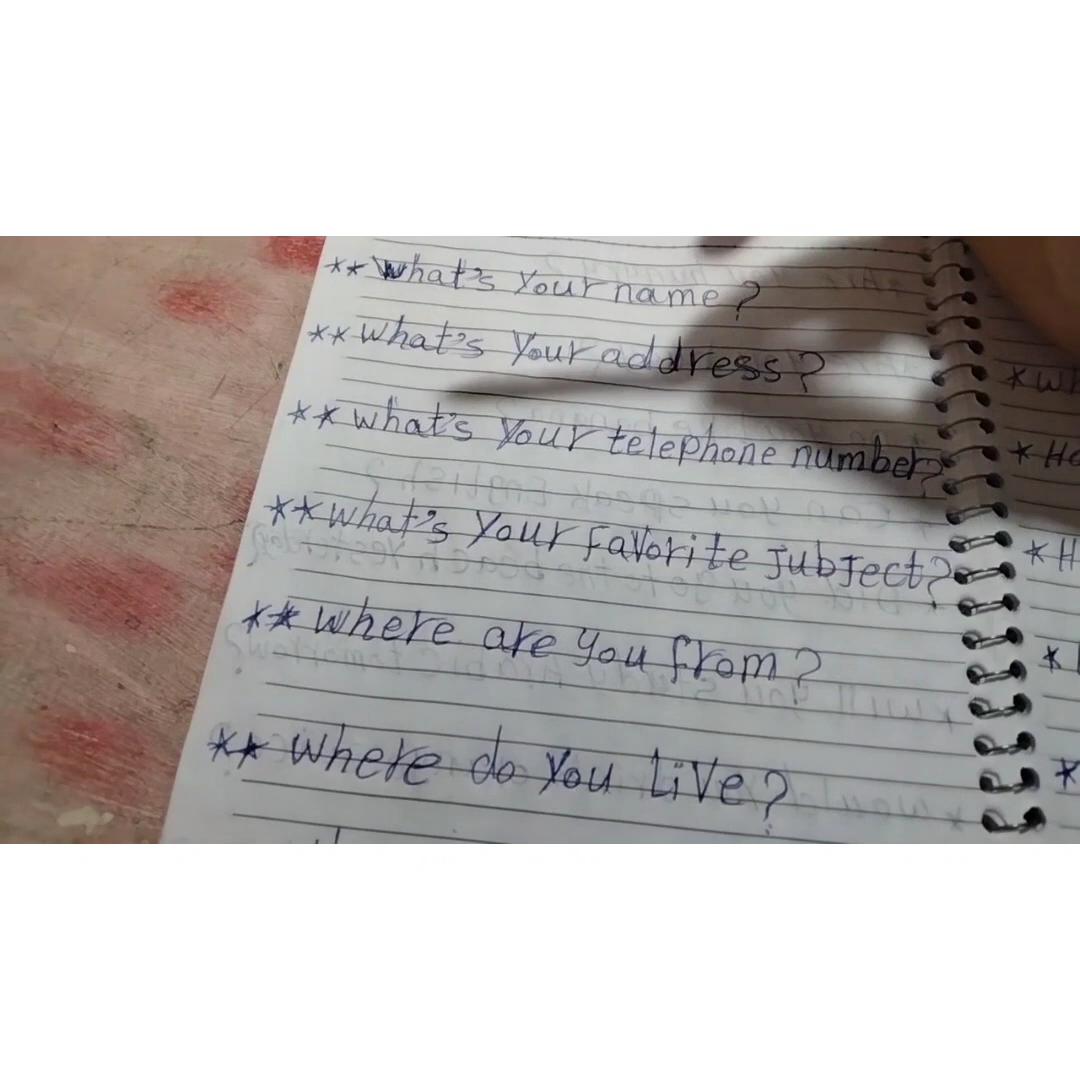 **What's your name?
**what's your address?
**what's your telephone number?
**what's your favorite jubject?
**where are you from?
**where do you live?